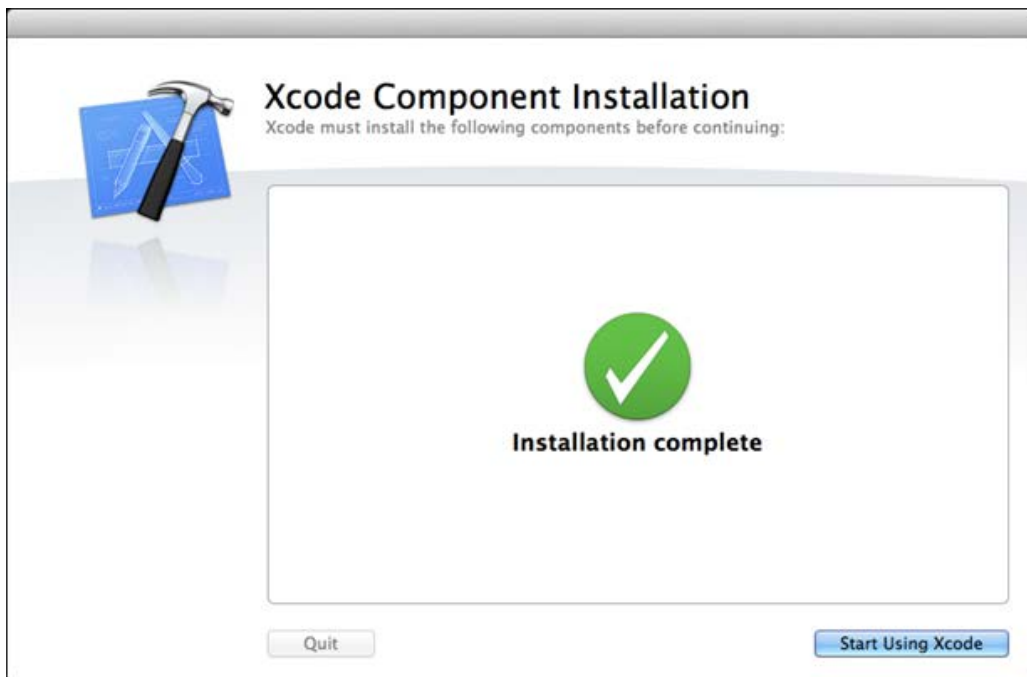 Xcode Component Installation
Xcode must install the following components before continuing:
Installation complete
Quit
Start Using Xcode